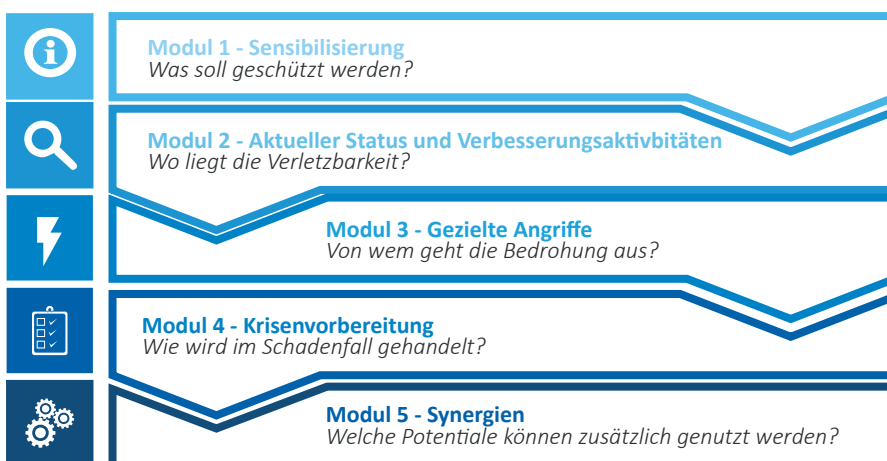 Modul 1 - Sensibilisierung
Was soll geschützt werden?
Modul 2 - Aktueller Status und Verbesserungsaktivbitäten
Wo liegt die Verletzbarkeit?
Modul 3 - Gezielte Angriffe
Von wem geht die Bedrohung aus?
Modul 4 - Krisenvorbereitung
Wie wird im Schadenfall gehandelt?
Modul 5 - Synergien
Welche Potentiale können zusätzlich genutzt werden?